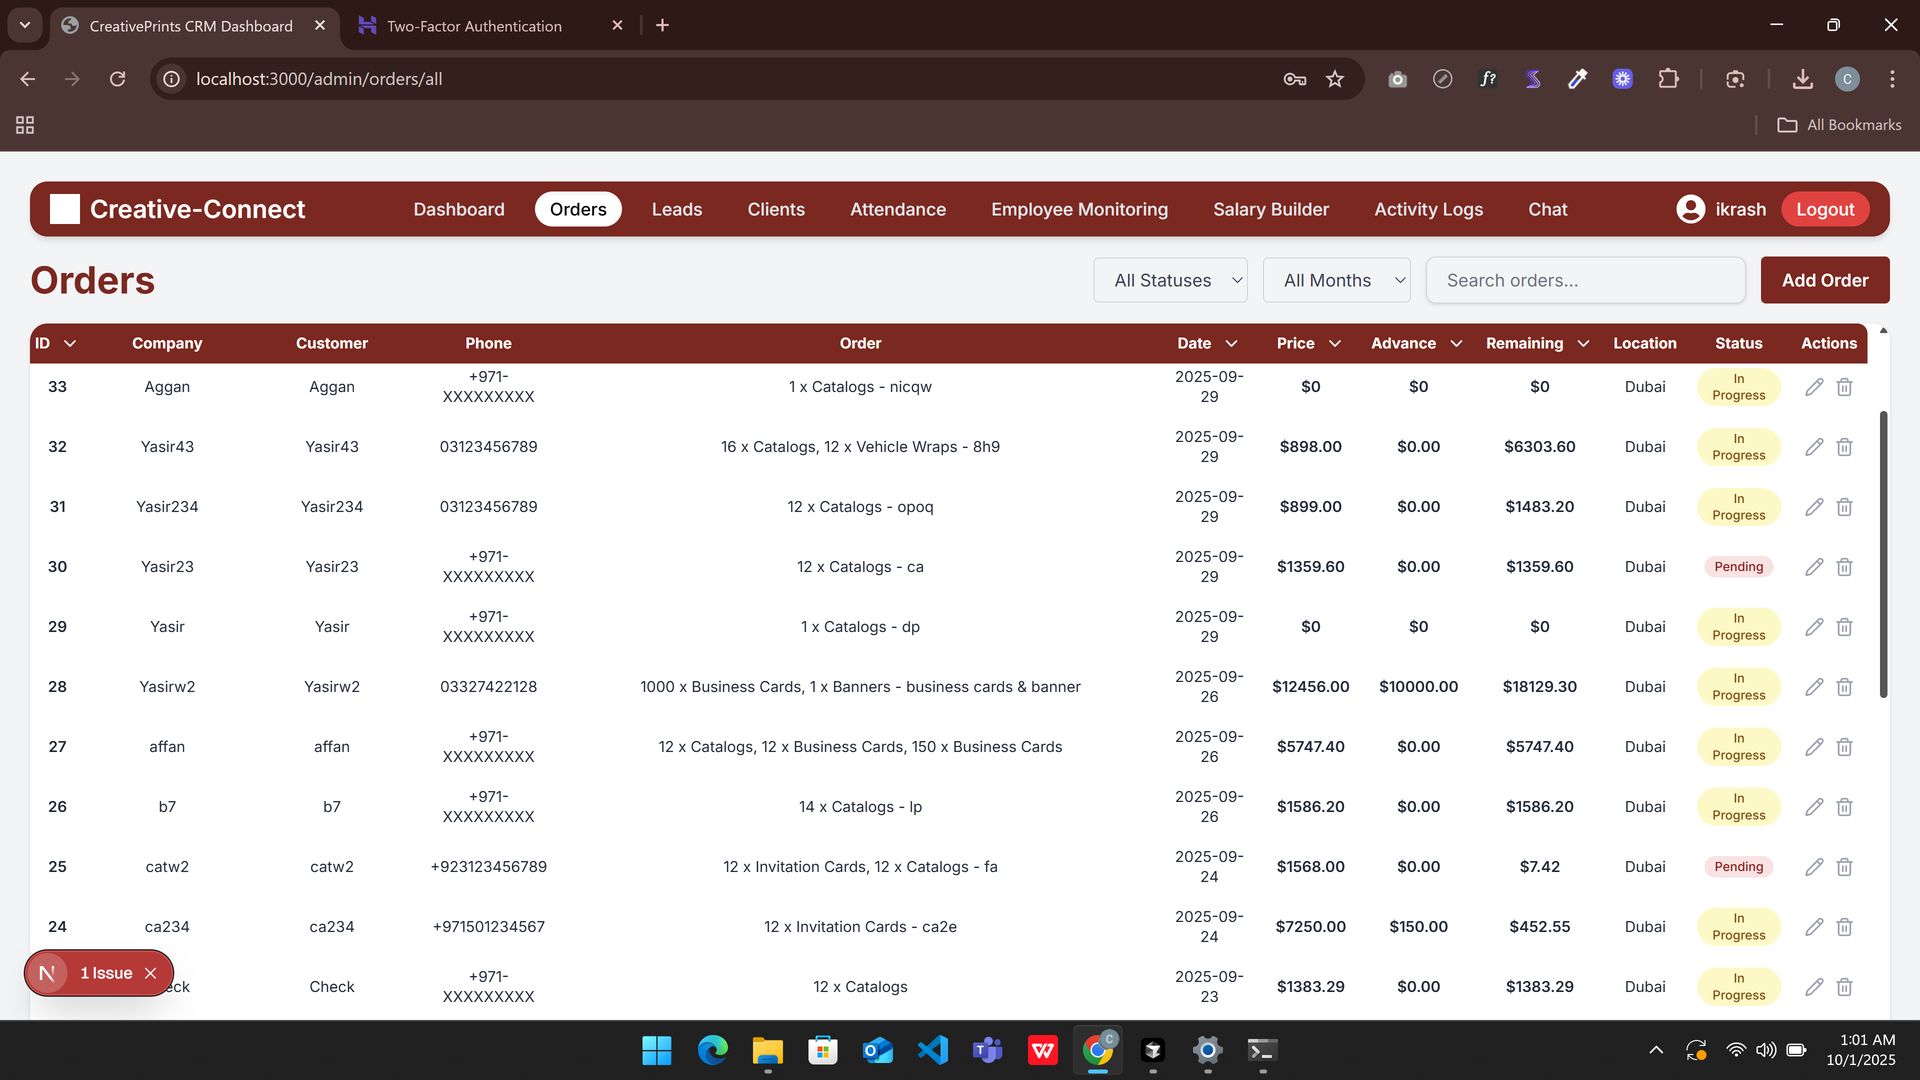 CreativePrints CRM Dashboard
Two-Factor Authentication
localhost:3000/admin/orders/all
f?
C
All Bookmarks
Creative-Connect
Dashboard
Orders
Leads
Clients
Attendance
Employee Monitoring
Salary Builder
Activity Logs
Chat
ikrash
Logout
Orders
All Statuses
All Months
Search orders...
Add Order
ID Company Customer Phone Order Date Price Advance Remaining Location Status Actions
33 Aggan Aggan +971-XXXXXXXXX 1 x Catalogs - nicqw 2025-09-29 $0 $0 $0 Dubai In Progress
32 Yasir43 Yasir43 03123456789 16 x Catalogs, 12 x Vehicle Wraps - 8h9 2025-09-29 $898.00 $0.00 $6303.60 Dubai In Progress
31 Yasir234 Yasir234 03123456789 12 x Catalogs - opoq 2025-09-29 $899.00 $0.00 $1483.20 Dubai In Progress
30 Yasir23 Yasir23 +971-XXXXXXXXX 12 x Catalogs - ca 2025-09-29 $1359.60 $0.00 $1359.60 Dubai Pending
29 Yasir Yasir +971-XXXXXXXXX 1 x Catalogs - dp 2025-09-29 $0 $0 $0 Dubai In Progress
28 Yasirw2 Yasirw2 03327422128 1000 x Business Cards, 1 x Banners - business cards & banner 2025-09-26 $12456.00 $10000.00 $18129.30 Dubai In Progress
27 affan affan +971-XXXXXXXXX 12 x Catalogs, 12 x Business Cards, 150 x Business Cards 2025-09-26 $5747.40 $0.00 $5747.40 Dubai In Progress
26 b7 b7 +971-XXXXXXXXX 14 x Catalogs - lp 2025-09-26 $1586.20 $0.00 $1586.20 Dubai In Progress
25 catw2 catw2 +923123456789 12 x Invitation Cards, 12 x Catalogs - fa 2025-09-24 $1568.00 $0.00 $7.42 Dubai Pending
24 ca234 ca234 +971501234567 12 x Invitation Cards - ca2e 2025-09-24 $7250.00 $150.00 $452.55 Dubai In Progress
eck Check +971-XXXXXXXXX 12 x Catalogs 2025-09-23 $1383.29 $0.00 $1383.29 Dubai In Progress
N 1 Issue
1:01 AM
10/1/2025